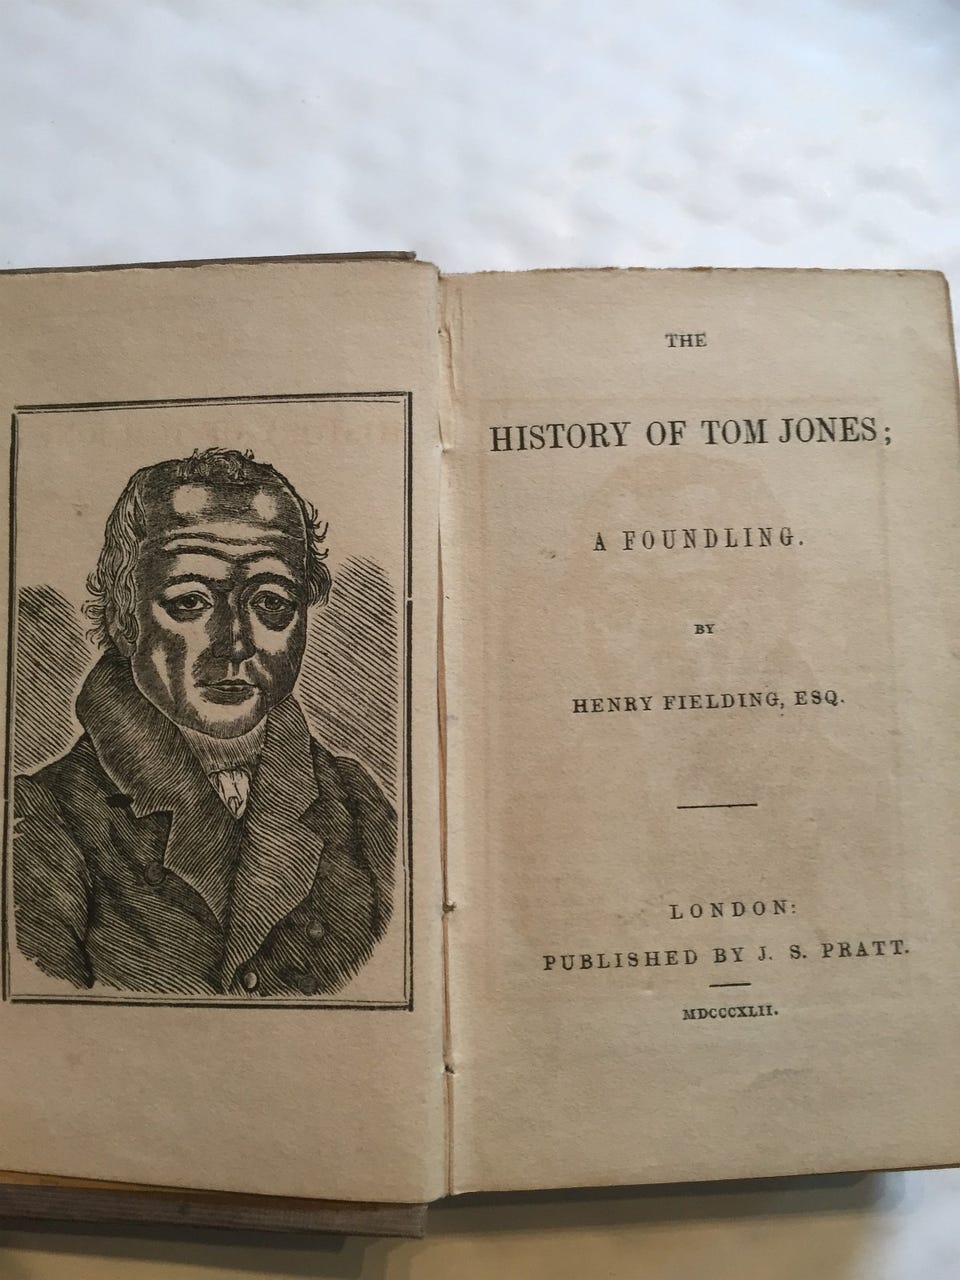 THE
HISTORY OF TOM JONES;
A FOUNDLING.
BY
HENRY FIELDING, ESQ.
LONDON:
PUBLISHED BY J. S. PRATT.
MDCCCXLII.